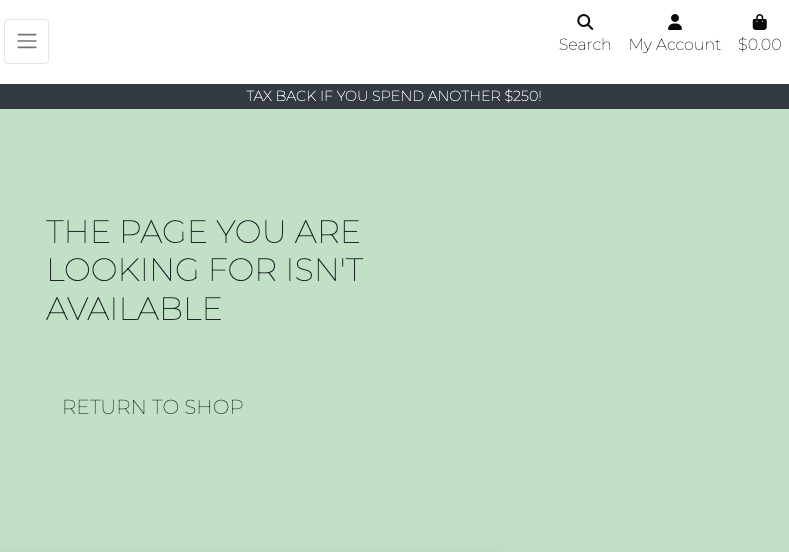 Search
My Account
$0.00
TAX BACK IF YOU SPEND ANOTHER $250!
THE PAGE YOU ARE
LOOKING FOR ISN'T
AVAILABLE
RETURN TO SHOP